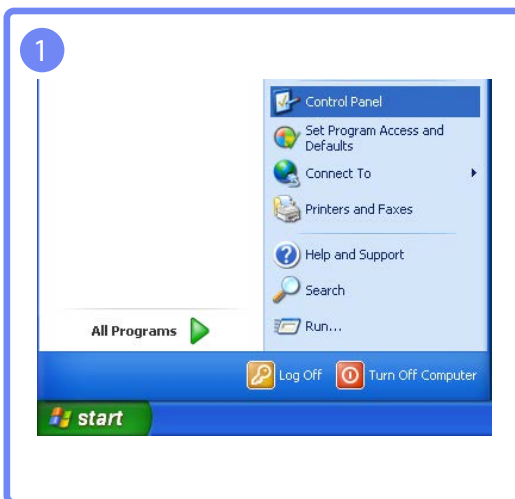 1
Control Panel
Set Program Access and
Defaults
Connect To
Printers and Faxes
Help and Support
Search
All Programs
Run...
Log Off
Turn Off Computer
start